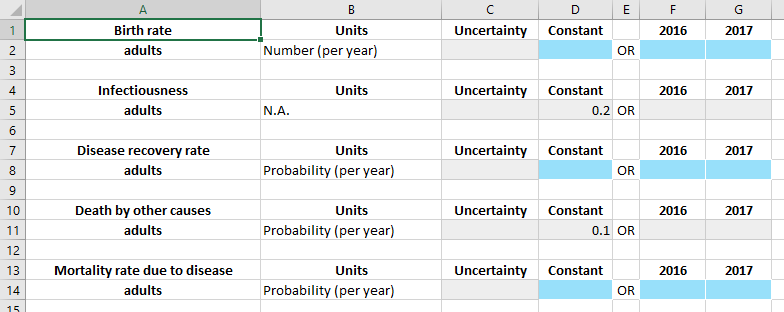 A B C D E F G
1 Birth rate Units Uncertainty Constant 2016 2017
2 adults Number (per year) OR
3
4 Infectiousness Units Uncertainty Constant 2016 2017
5 adults N.A. 0.2 OR
6
7 Disease recovery rate Units Uncertainty Constant 2016 2017
8 adults Probability (per year) OR
9
10 Death by other causes Units Uncertainty Constant 2016 2017
11 adults Probability (per year) 0.1 OR
12
13 Mortality rate due to disease Units Uncertainty Constant 2016 2017
14 adults Probability (per year) OR
15